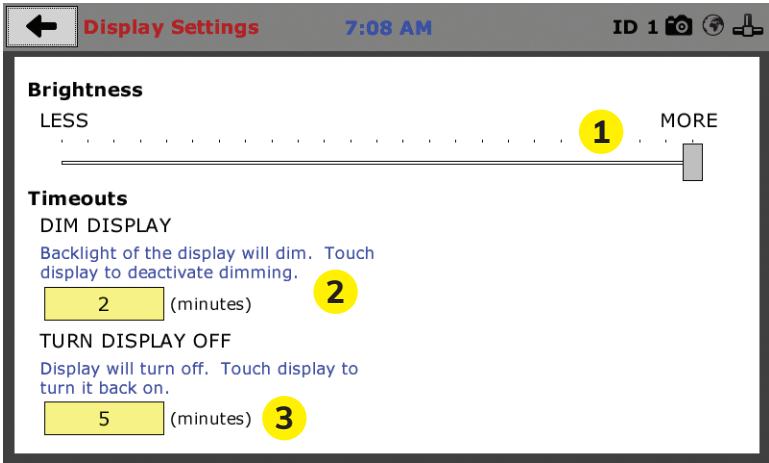 Display Settings 7:08 AM ID 1
Brightness
LESS 1 MORE
Timeouts
DIM DISPLAY
Backlight of the display will dim. Touch
display to deactivate dimming.
2
2 (minutes)
TURN DISPLAY OFF
Display will turn off. Touch display to
turn it back on.
5 (minutes) 3